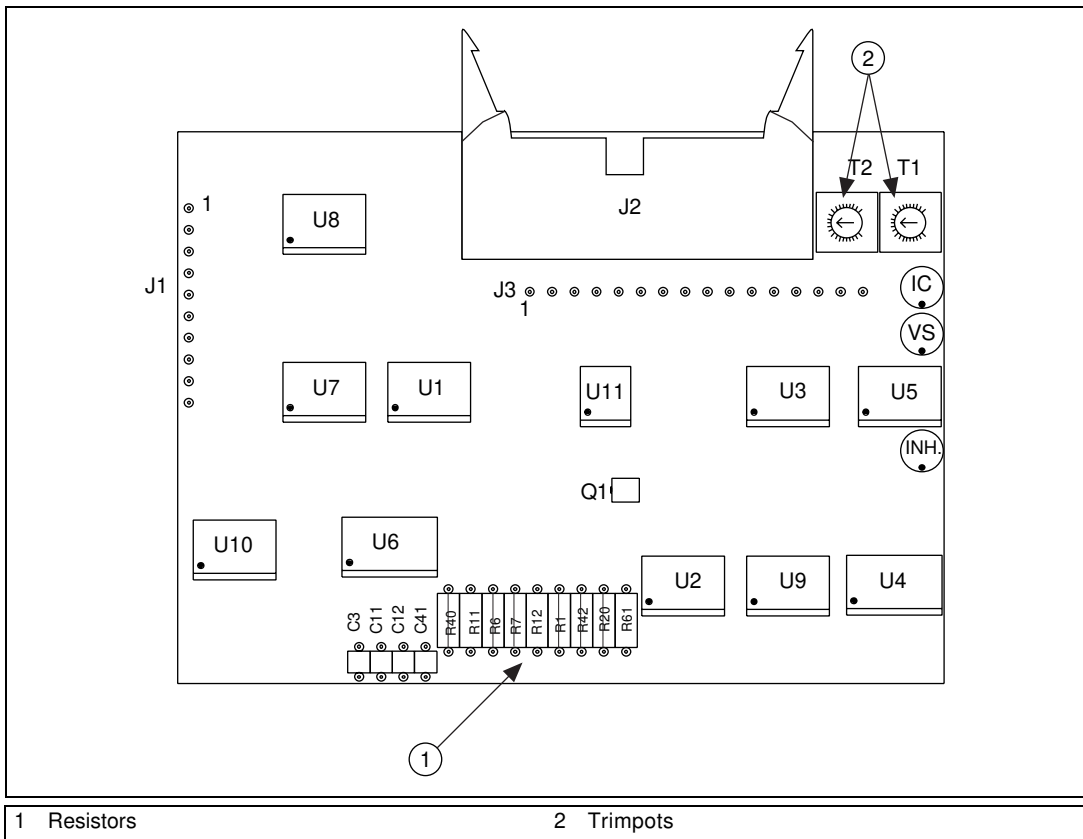 2
T2 T1
1
U8
J2
J1
J3
1
IC
VS
U7
U1
U11
U3
U5
INH.
Q1
U10
U6
U2
U9
U4
C3
C11
C12
C41
R40
R11
R6
R7
R12
R1
R42
R20
R61
1
1 Resistors 2 Trimpots